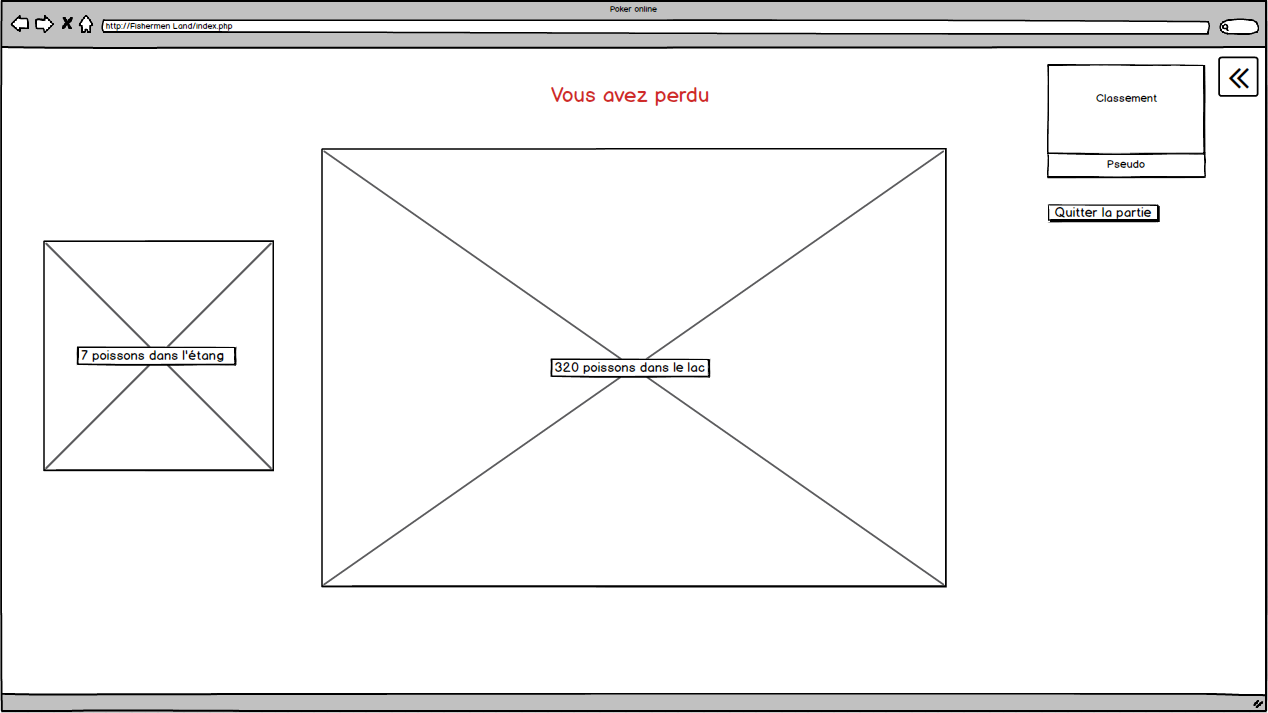 Poker online
http://Fishermen Land/index.php
Vous avez perdu
Classement
Pseudo
Quitter la partie
7 poissons dans l'étang
320 poissons dans le lac